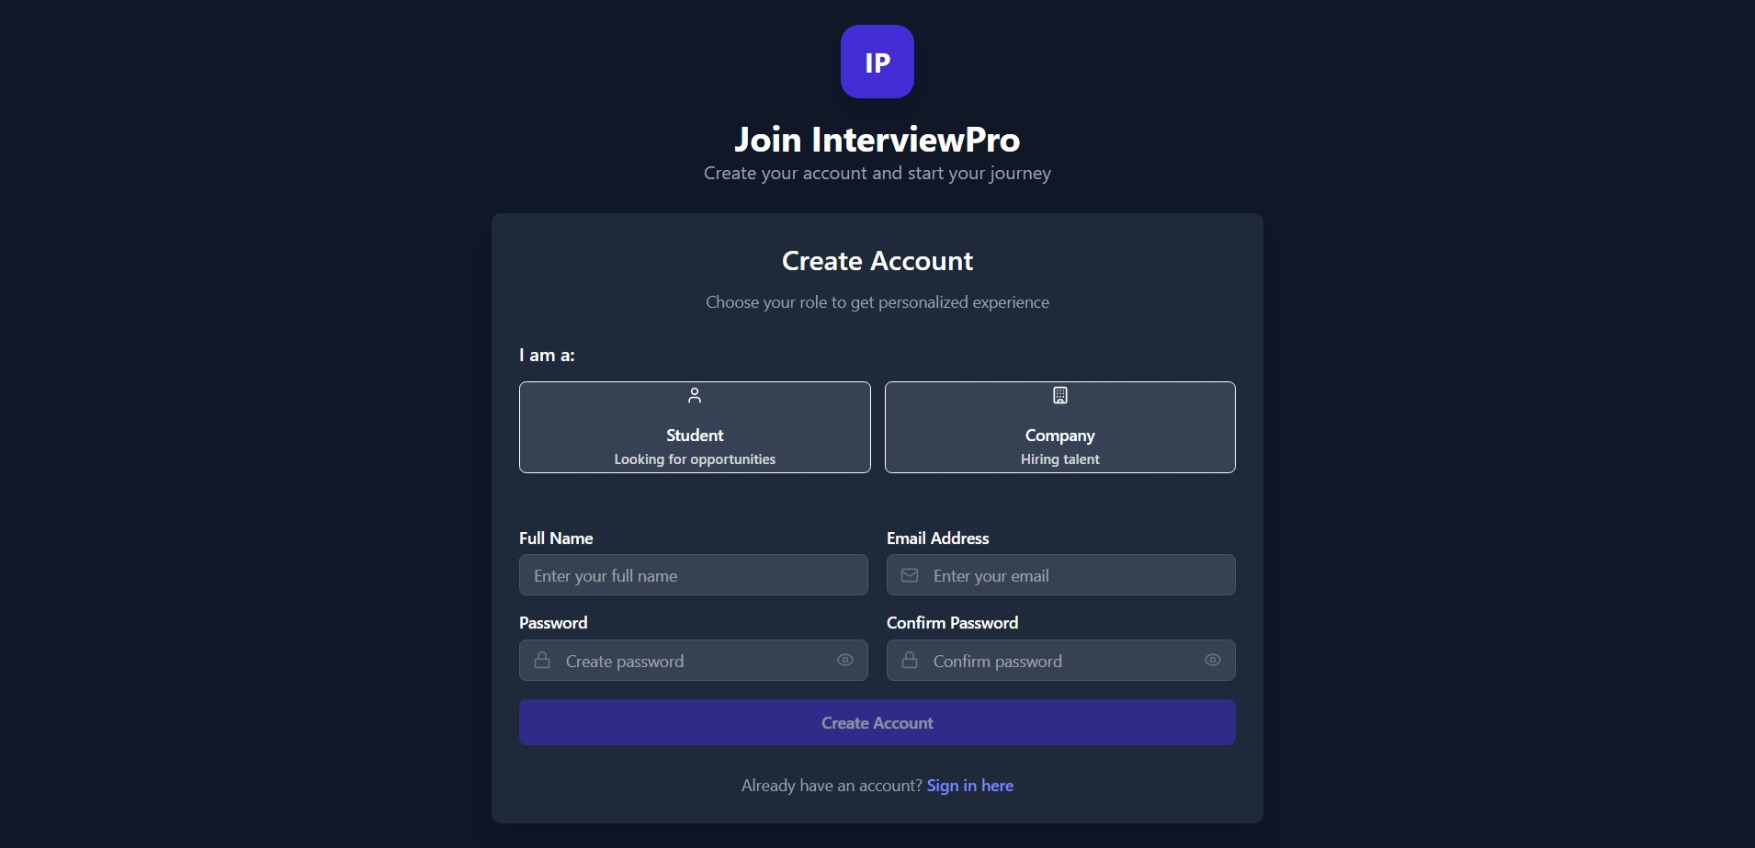 IP
Join InterviewPro
Create your account and start your journey
Create Account
Choose your role to get personalized experience
I am a:
Student
Looking for opportunities
Company
Hiring talent
Full Name
Enter your full name
Email Address
Enter your email
Password
Create password
Confirm Password
Confirm password
Create Account
Already have an account? Sign in here